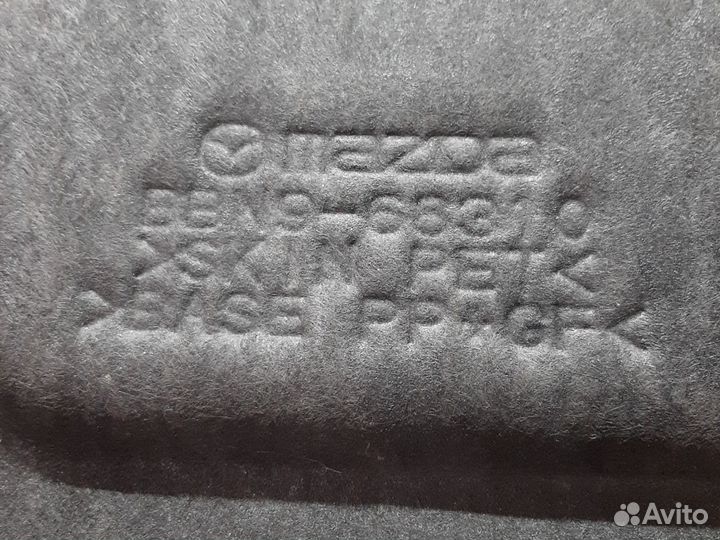 mazda
BBN9-68310
>SKIN PET<
>BASE PP+GF<
Avito